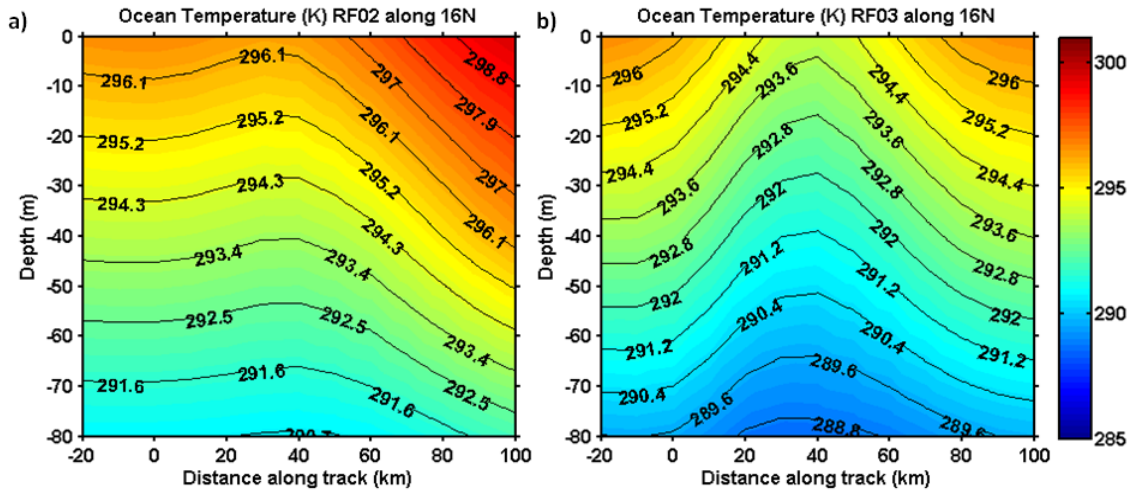 a) Ocean Temperature (K) RF02 along 16N
0
-10
-20
-30
-40
-50
-60
-70
-80
Depth (m)
-20 0 20 40 60 80 100
Distance along track (km)
296.1 296.1 297 298.8
297.9
295.2 295.2 296.1 297
294.3 294.3 295.2 296.1
294.3
293.4 293.4
292.5 292.5 293.4
291.6 291.6 291.6 292.5
b) Ocean Temperature (K) RF03 along 16N
0
-10
-20
-30
-40
-50
-60
-70
-80
Depth (m)
-20 0 20 40 60 80 100
Distance along track (km)
296 294.4 294.4 296
295.2 293.6 295.2
294.4 292.8 293.6 294.4
293.6 292 292.8 293.6
292.8 291.2 292 292.8
292 290.4 291.2 292
291.2 290.4 291.2
290.4 289.6 289.6 290.4
289.6 288.8 289.6
300
295
290
285